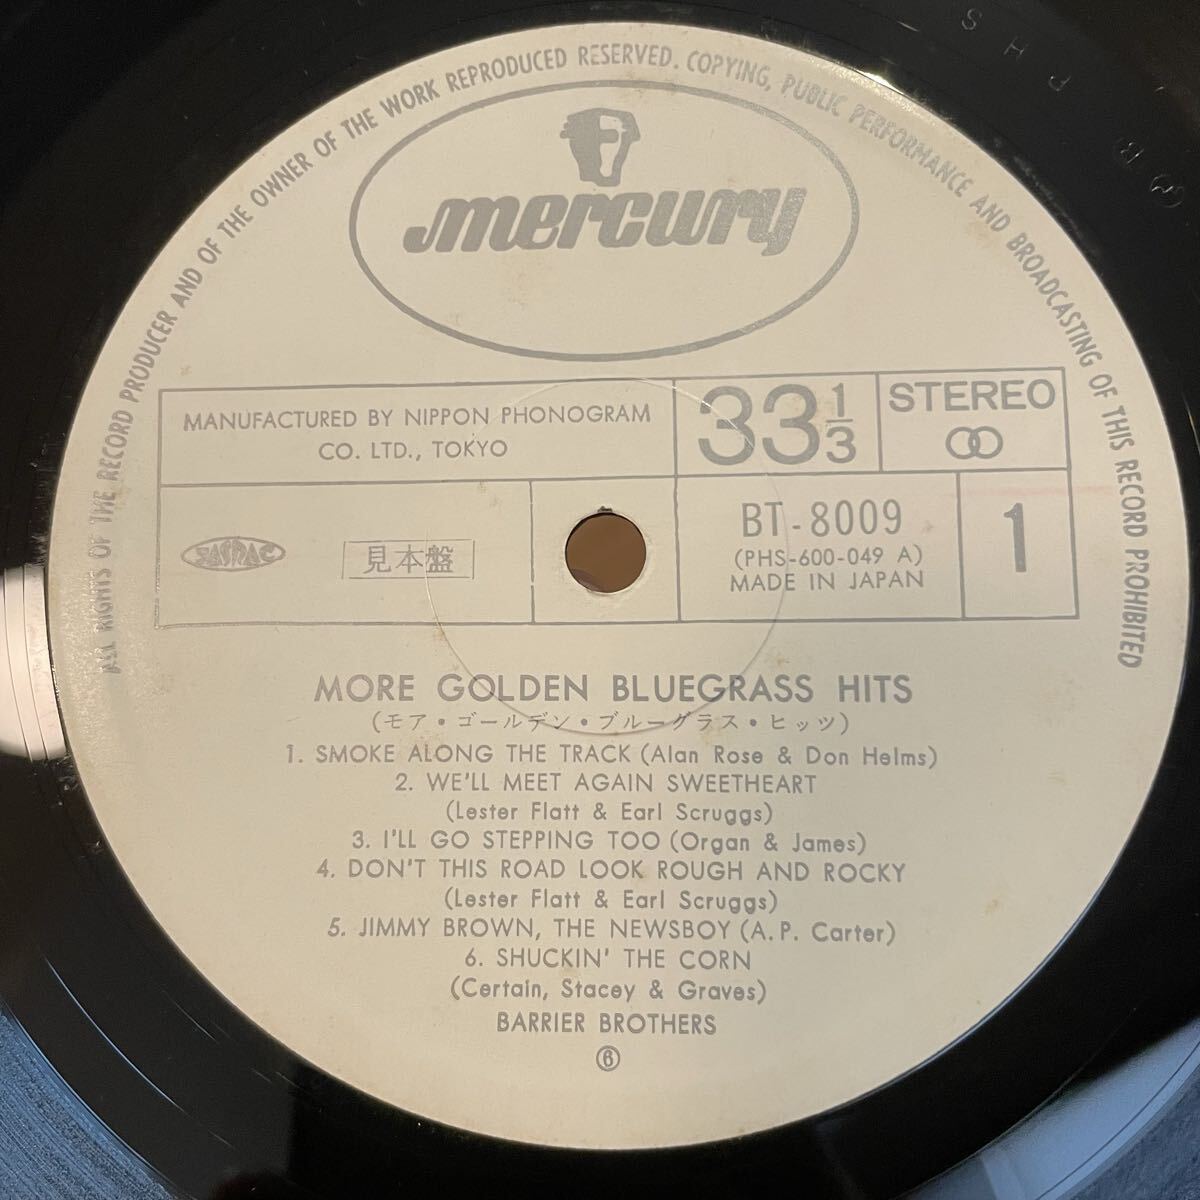 ALL RIGHTS OF THE RECORD PRODUCER AND OF THE OWNER OF THE WORK REPRODUCED RESERVED. COPYING, PUBLIC PERFORMANCE AND BROADCASTING OF THIS RECORD PROHIBITED
mercury
MANUFACTURED BY NIPPON PHONOGRAM
CO. LTD., TOKYO
33 1/3
STEREO
JASRAC
見本盤
BT-8009
(PHS-600-049 A)
MADE IN JAPAN
1
MORE GOLDEN BLUEGRASS HITS
(モア・ゴールデン・ブルーグラス・ヒッツ)
1. SMOKE ALONG THE TRACK (Alan Rose & Don Helms)
2. WE'LL MEET AGAIN SWEETHEART
(Lester Flatt & Earl Scruggs)
3. I'LL GO STEPPING TOO (Organ & James)
4. DON'T THIS ROAD LOOK ROUGH AND ROCKY
(Lester Flatt & Earl Scruggs)
5. JIMMY BROWN, THE NEWSBOY (A.P. Carter)
6. SHUCKIN' THE CORN
(Certain, Stacey & Graves)
BARRIER BROTHERS
⑥